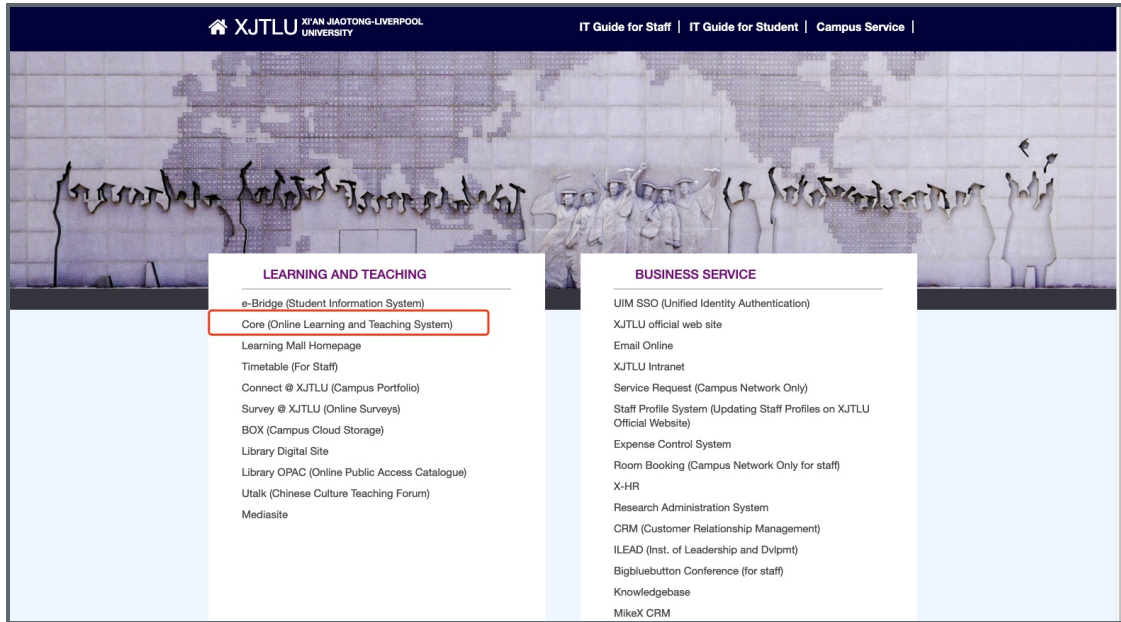 XJTLU XI'AN JIAOTONG-LIVERPOOL
UNIVERSITY
IT Guide for Staff | IT Guide for Student | Campus Service |
LEARNING AND TEACHING
e-Bridge (Student Information System)
Core (Online Learning and Teaching System)
Learning Mall Homepage
Timetable (For Staff)
Connect @ XJTLU (Campus Portfolio)
Survey @ XJTLU (Online Surveys)
BOX (Campus Cloud Storage)
Library Digital Site
Library OPAC (Online Public Access Catalogue)
Utalk (Chinese Culture Teaching Forum)
Mediasite
BUSINESS SERVICE
UIM SSO (Unified Identity Authentication)
XJTLU official web site
Email Online
XJTLU Intranet
Service Request (Campus Network Only)
Staff Profile System (Updating Staff Profiles on XJTLU
Official Website)
Expense Control System
Room Booking (Campus Network Only for staff)
X-HR
Research Administration System
CRM (Customer Relationship Management)
ILEAD (Inst. of Leadership and Dvlpmt)
Bigbluebutton Conference (for staff)
Knowledgebase
MikeX CRM